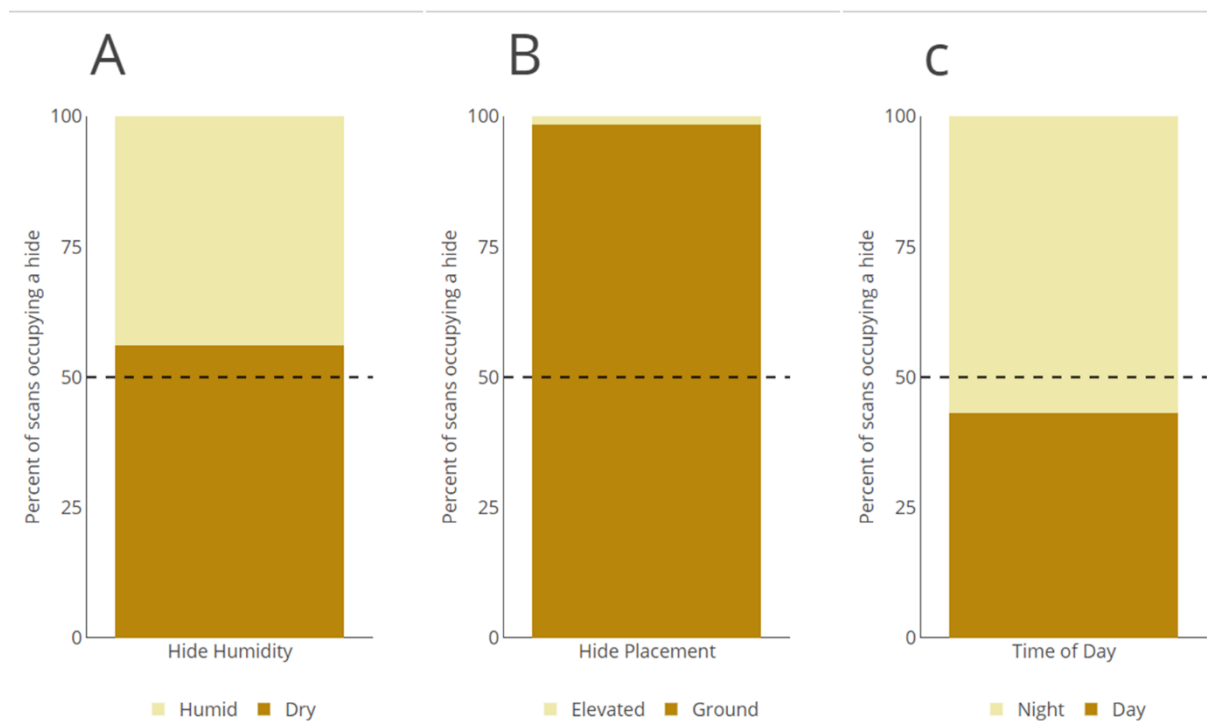 A
100
75
50
25
0
Percent of scans occupying a hide
Hide Humidity
Humid Dry
B
100
75
50
25
0
Percent of scans occupying a hide
Hide Placement
Elevated Ground
c
100
75
50
25
0
Percent of scans occupying a hide
Time of Day
Night Day